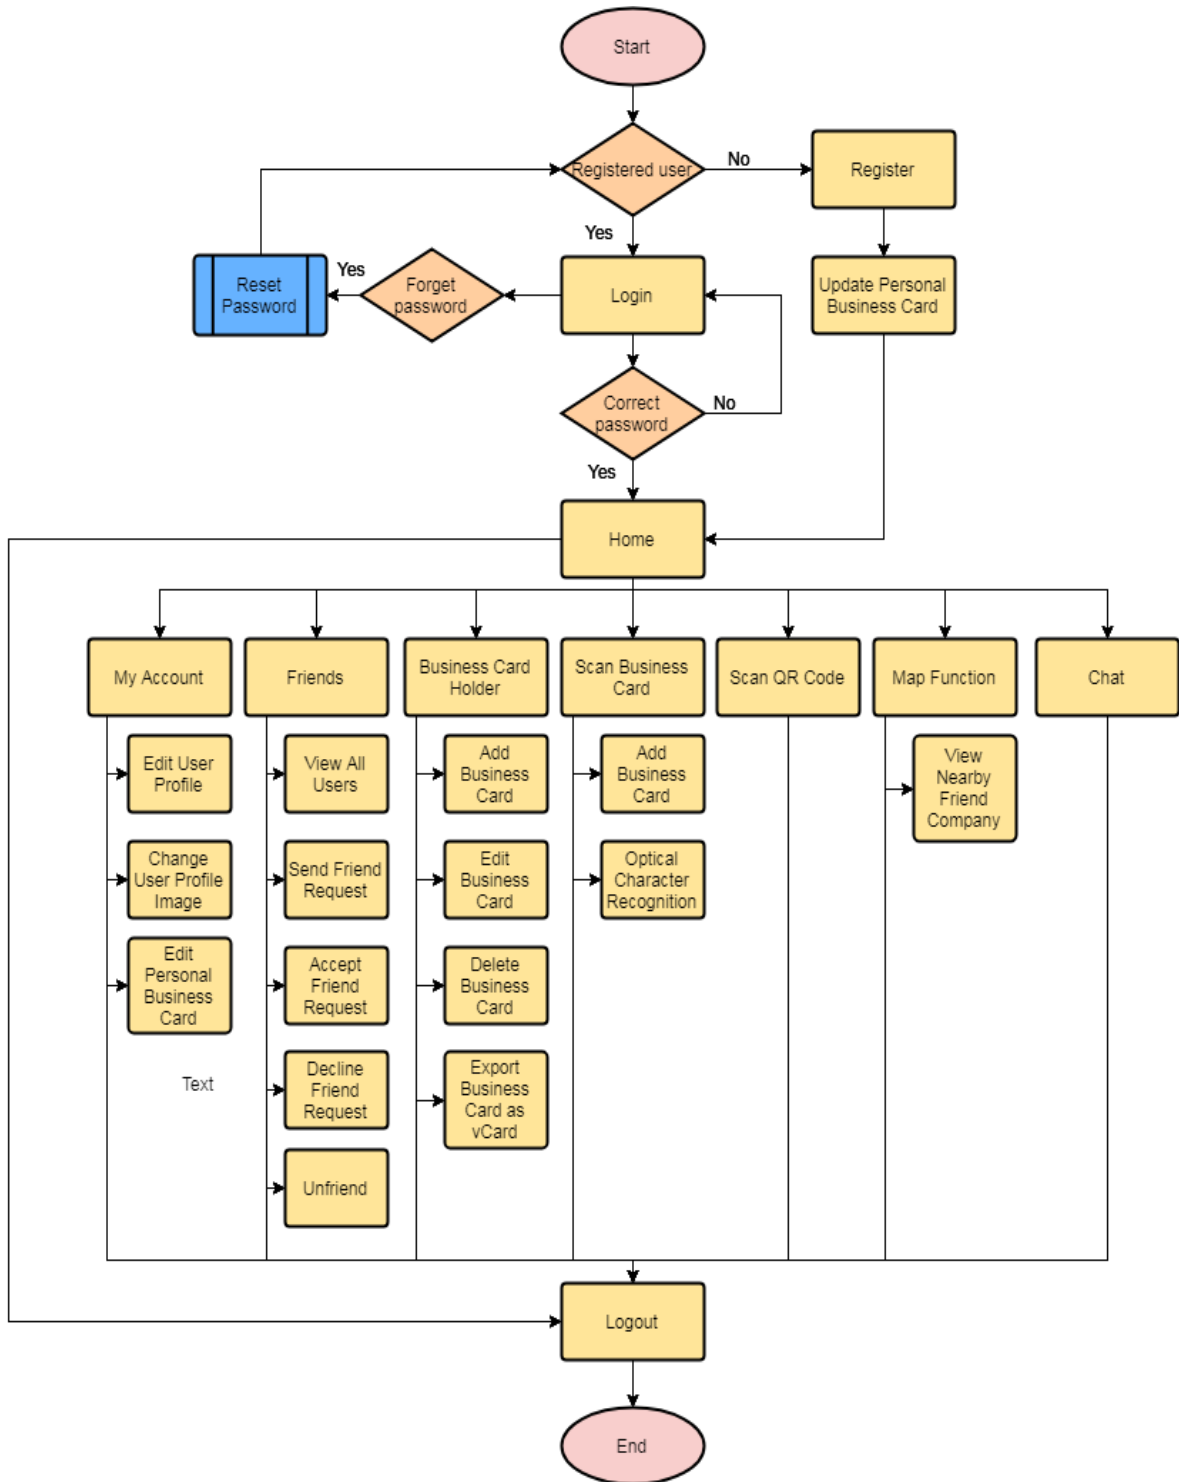 Start
Registered user
No
Register
Yes
Reset
Password
Yes
Forget
password
Login
Update Personal
Business Card
Correct
password
No
Yes
Home
My Account
Friends
Business Card
Holder
Scan Business
Card
Scan QR Code
Map Function
Chat
Edit User
Profile
View All
Users
Add
Business
Card
Add
Business
Card
View
Nearby
Friend
Company
Change
User Profile
Image
Send Friend
Request
Edit
Business
Card
Optical
Character
Recognition
Edit
Personal
Business
Card
Accept
Friend
Request
Delete
Business
Card
Text
Decline
Friend
Request
Export
Business
Card as
vCard
Unfriend
Logout
End